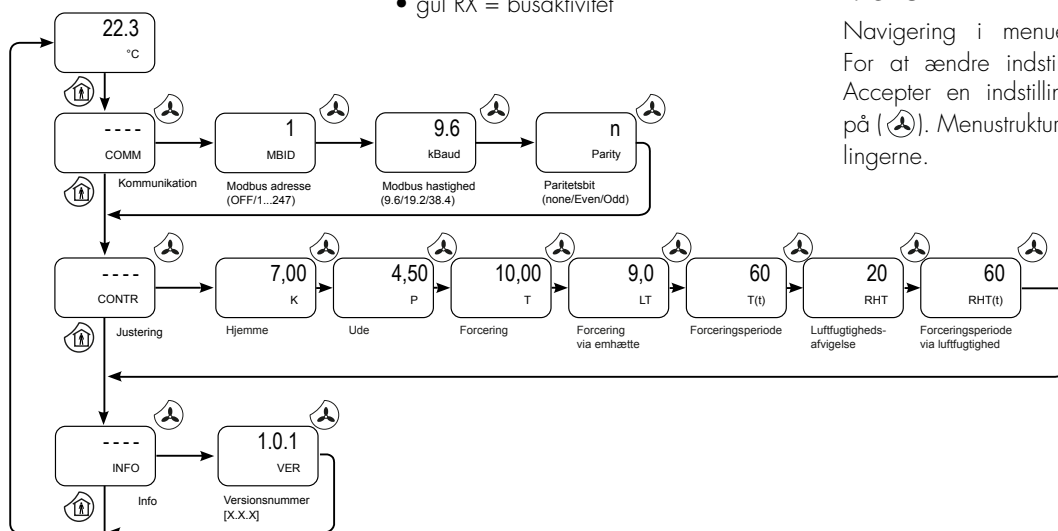 • gul RX = busaktivitet
Navigering i menue
For at ændre indsti
Accepter en indstillin
på ( ). Menustruktur
lingerne.
22.3
°C
- - - -
COMM
Kommunikation
1
MBID
Modbus adresse
(OFF/1...247)
9.6
kBaud
Modbus hastighed
(9.6/19.2/38.4)
n
Parity
Paritetsbit
(none/Even/Odd)
- - - -
CONTR
Justering
7,00
K
Hjemme
4,50
P
Ude
10,00
T
Forcering
9,0
LT
Forcering
via emhætte
60
T(t)
Forceringsperiode
20
RHT
Luftfugtigheds-
afvigelse
60
RHT(t)
Forceringsperiode
via luftfugtighed
- - - -
INFO
Info
1.0.1
VER
Versionsnummer
[X.X.X]